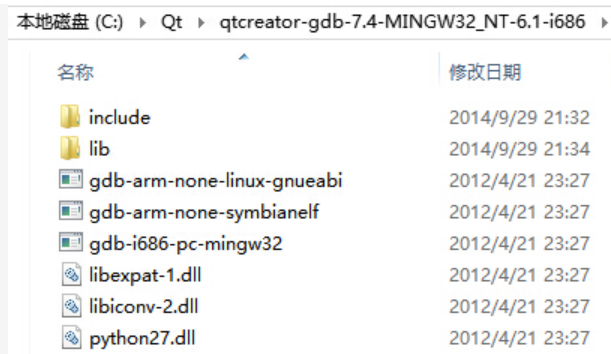 本地磁盘 (C:) Qt qtcreator-gdb-7.4-MINGW32_NT-6.1-i686
名称 修改日期
include 2014/9/29 21:32
lib 2014/9/29 21:34
gdb-arm-none-linux-gnueabi 2012/4/21 23:27
gdb-arm-none-symbianelf 2012/4/21 23:27
gdb-i686-pc-mingw32 2012/4/21 23:27
libexpat-1.dll 2012/4/21 23:27
libiconv-2.dll 2012/4/21 23:27
python27.dll 2012/4/21 23:27